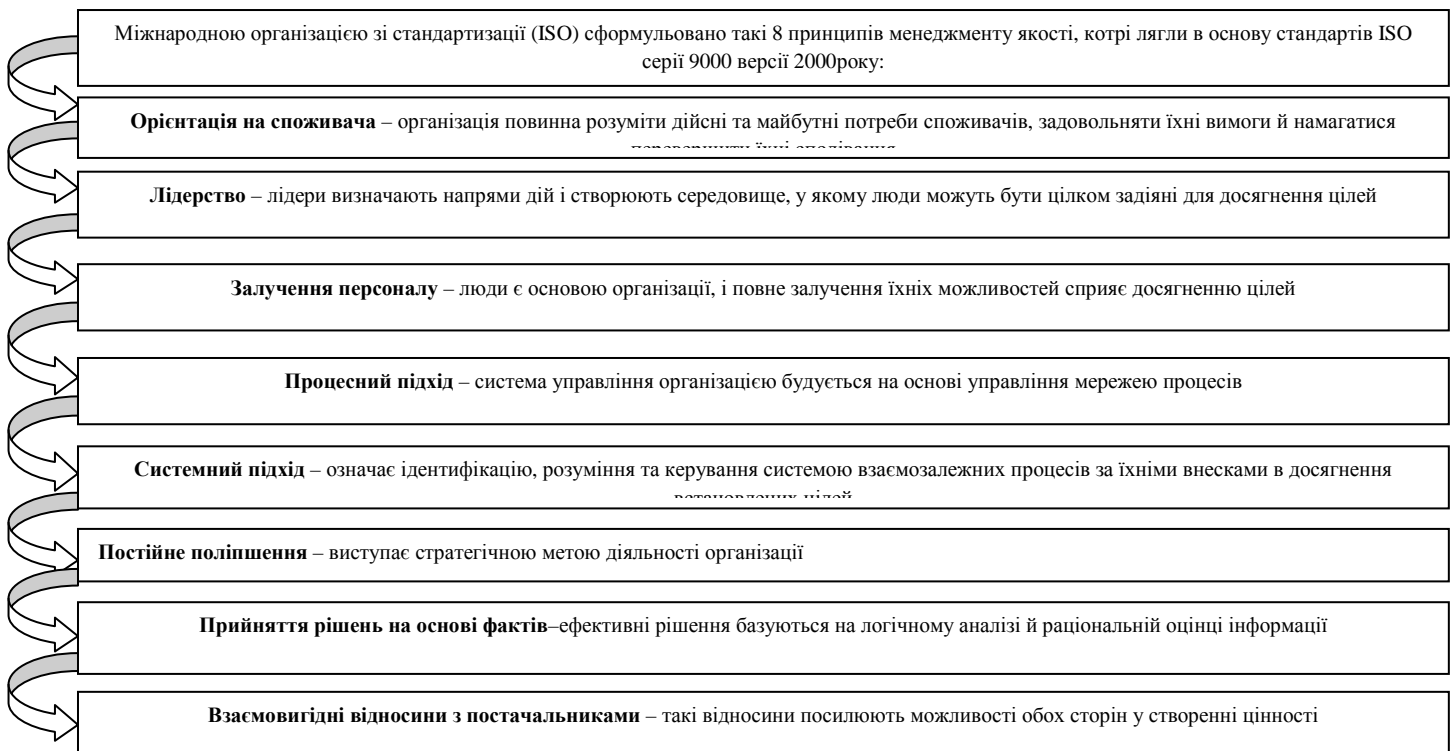 Міжнародною організацією зі стандартизації (ISO) сформульовано такі 8 принципів менеджменту якості, котрі лягли в основу стандартів ISO
серії 9000 версії 2000року:
Орієнтація на споживача – організація повинна розуміти дійсні та майбутні потреби споживачів, задовольняти їхні вимоги й намагатися
Лідерство – лідери визначають напрями дій і створюють середовище, у якому люди можуть бути цілком задіяні для досягнення цілей
Залучення персоналу – люди є основою організації, і повне залучення їхніх можливостей сприяє досягненню цілей
Процесний підхід – система управління організацією будується на основі управління мережею процесів
Системний підхід – означає ідентифікацію, розуміння та керування системою взаємозалежних процесів за їхніми внесками в досягнення
Постійне поліпшення – виступає стратегічною метою діяльності організації
Прийняття рішень на основі фактів–ефективні рішення базуються на логічному аналізі й раціональній оцінці інформації
Взаємовигідні відносини з постачальниками – такі відносини посилюють можливості обох сторін у створенні цінності